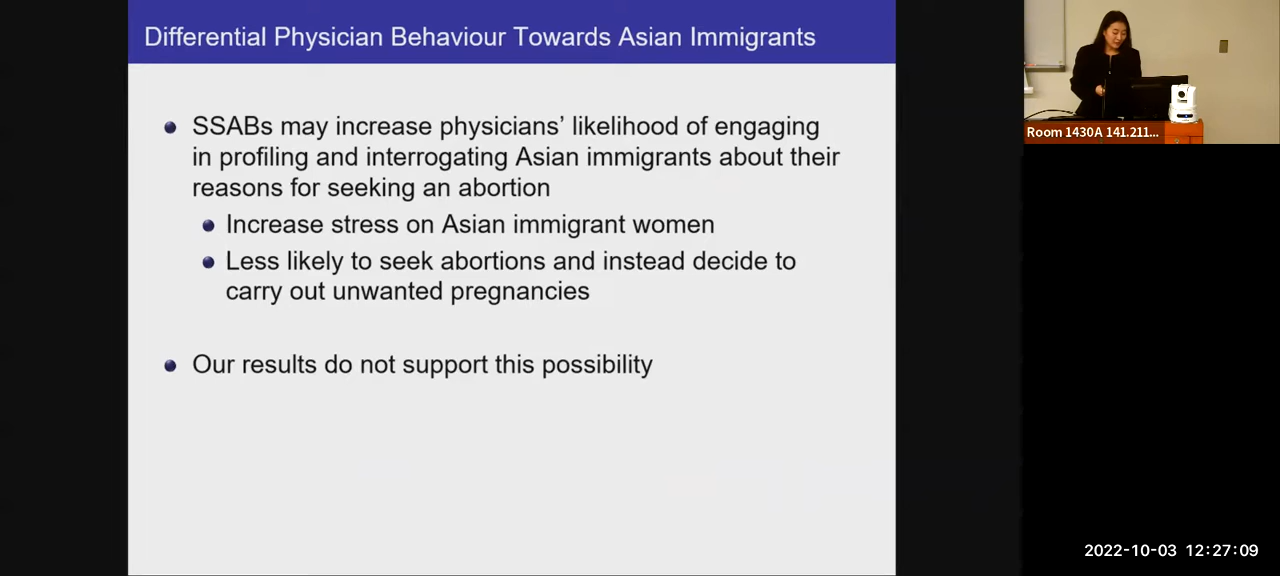 Differential Physician Behaviour Towards Asian Immigrants
SSABs may increase physicians' likelihood of engaging
in profiling and interrogating Asian immigrants about their
reasons for seeking an abortion
Increase stress on Asian immigrant women
Less likely to seek abortions and instead decide to
carry out unwanted pregnancies
Our results do not support this possibility
Room 1430A 141.211...
2022-10-03 12:27:09